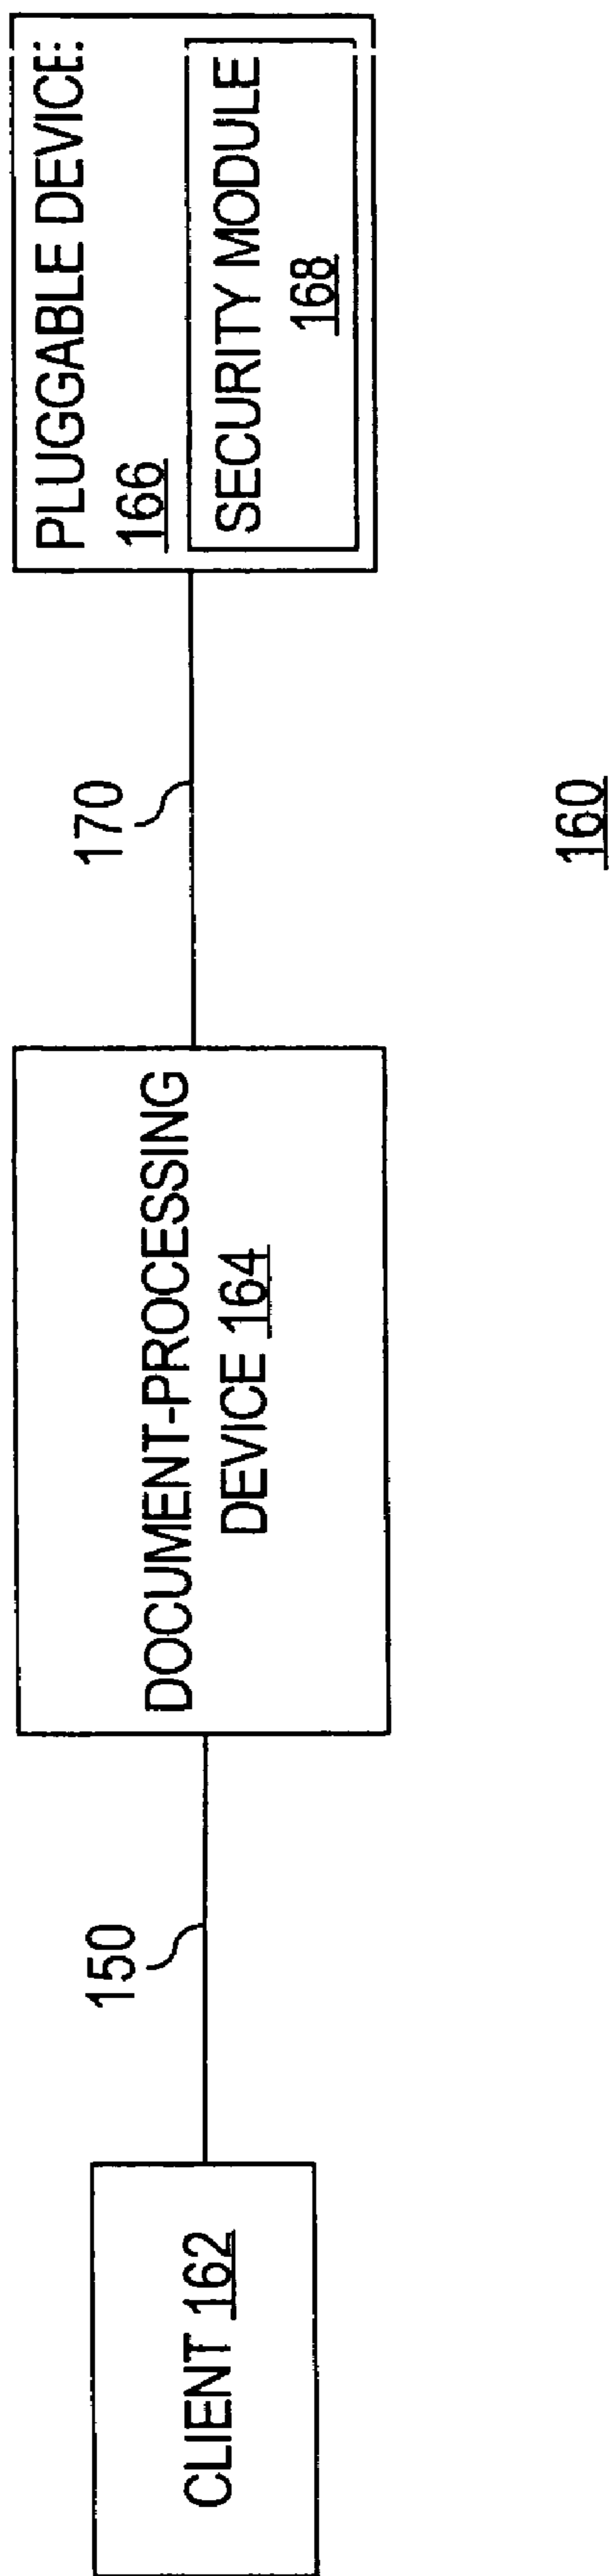 CLIENT 162
150
DOCUMENT-PROCESSING
DEVICE 164
170
PLUGGABLE DEVICE:
166
SECURITY MODULE
168
160